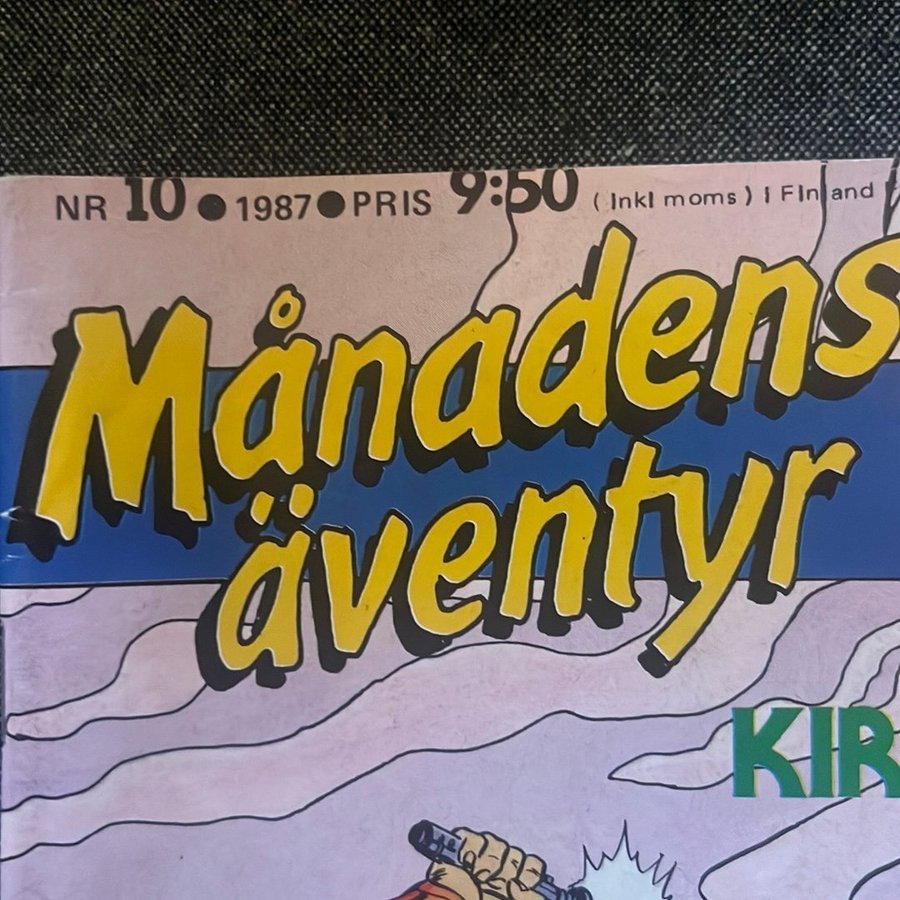 NR 10 ● 1987 ● PRIS 9:50 ( Inkl moms ) i Finland
Månadens
äventyr
KIR